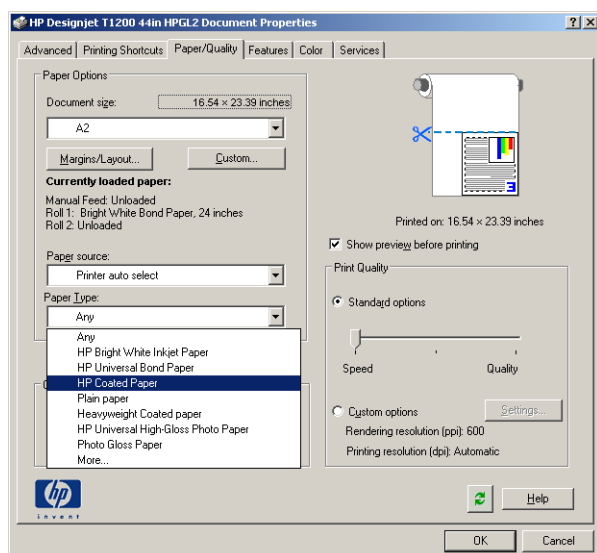 HP Designjet T1200 44in HPGL2 Document Properties
Advanced Printing Shortcuts Paper/Quality Features Color Services
Paper Options
Document size: 16.54 × 23.39 inches
A2
Margins/Layout... Custom...
Currently loaded paper:
Manual Feed: Unloaded
Roll 1: Bright White Bond Paper, 24 inches
Roll 2: Unloaded
Paper source:
Printer auto select
Paper Type:
Any
Any
HP Bright White Inkjet Paper
HP Universal Bond Paper
HP Coated Paper
Plain paper
Heavyweight Coated paper
HP Universal High-Gloss Photo Paper
Photo Gloss Paper
More...
3
Printed on: 16.54 × 23.39 inches
Show preview before printing
Print Quality
Standard options
Speed Quality
Custom options Settings...
Rendering resolution (ppi): 600
Printing resolution (dpi): Automatic
hp
invent
Help
OK Cancel